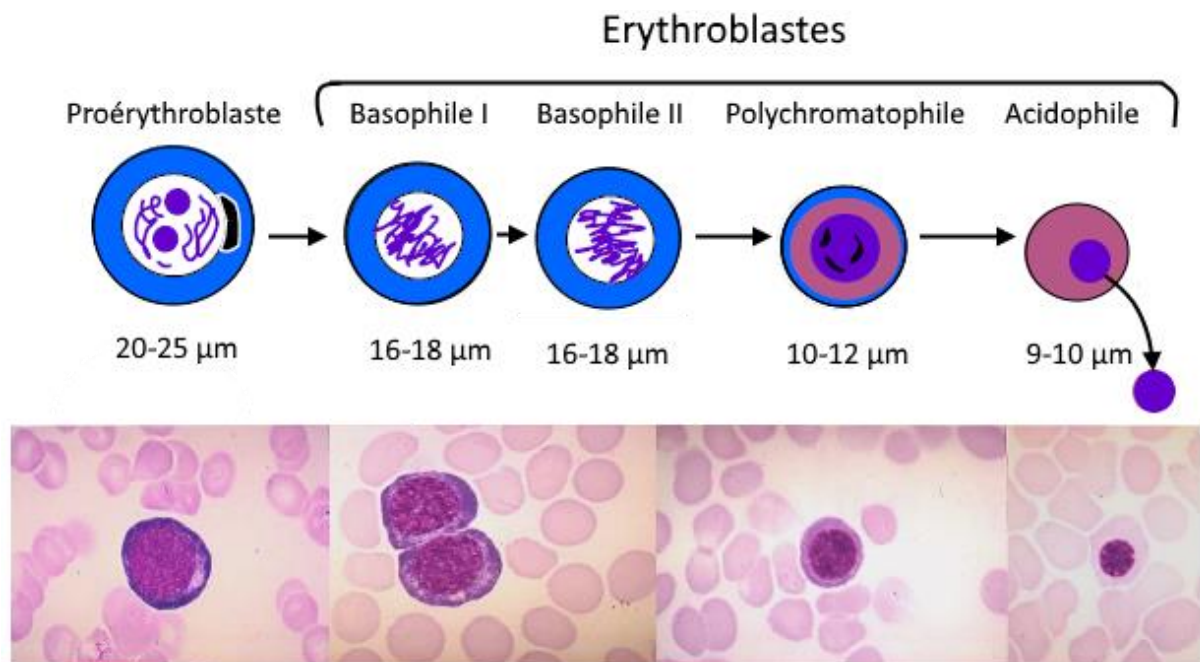 Erythroblastes
Proérythroblaste Basophile I Basophile II Polychromatophile Acidophile
20-25 µm 16-18 µm 16-18 µm 10-12 µm 9-10 µm